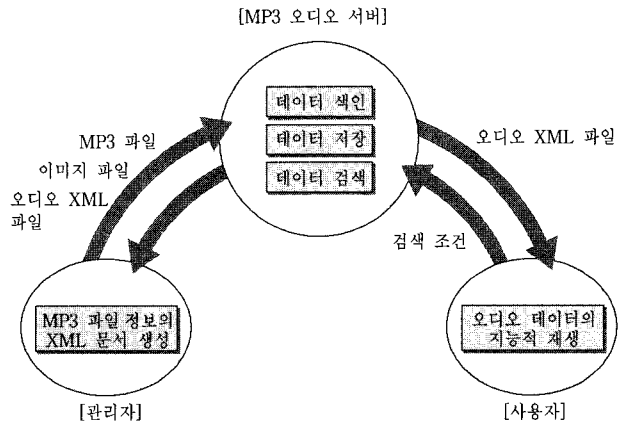 [MP3 오디오 서버]
데이터 색인
데이터 저장
데이터 검색
MP3 파일
이미지 파일
오디오 XML
파일
오디오 XML 파일
검색 조건
MP3 파일 정보의
XML 문서 생성
오디오 데이터의
지능적 재생
[관리자]
[사용자]